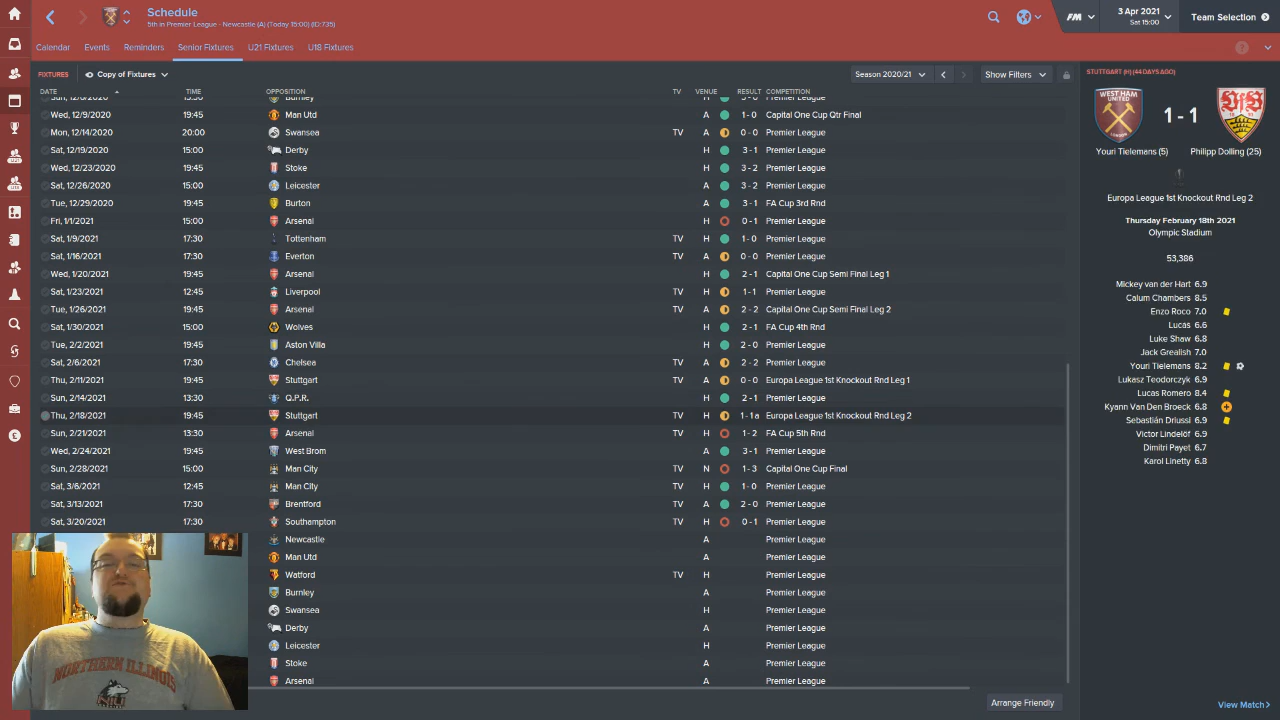 Schedule
5th in Premier League - Newcastle (A) (Today 15:00) (ID:735)
FM
3 Apr 2021
Sat 15:00
Team Selection
Calendar Events Reminders Senior Fixtures U21 Fixtures U18 Fixtures
FIXTURES Copy of Fixtures Season 2020/21 Show Filters
DATE TIME OPPOSITION TV VENUE RESULT COMPETITION
Wed, 12/9/2020 19:45 Man Utd A 1 - 0 Capital One Cup Qtr Final
Mon, 12/14/2020 20:00 Swansea TV A 0 - 0 Premier League
Sat, 12/19/2020 15:00 Derby H 3 - 1 Premier League
Wed, 12/23/2020 19:45 Stoke H 3 - 2 Premier League
Sat, 12/26/2020 15:00 Leicester A 3 - 2 Premier League
Tue, 12/29/2020 19:45 Burton A 3 - 1 FA Cup 3rd Rnd
Fri, 1/1/2021 15:00 Arsenal H 0 - 1 Premier League
Sat, 1/9/2021 17:30 Tottenham TV H 1 - 0 Premier League
Sat, 1/16/2021 17:30 Everton TV A 0 - 0 Premier League
Wed, 1/20/2021 19:45 Arsenal H 2 - 1 Capital One Cup Semi Final Leg 1
Sat, 1/23/2021 12:45 Liverpool TV H 1 - 1 Premier League
Tue, 1/26/2021 19:45 Arsenal TV A 2 - 2 Capital One Cup Semi Final Leg 2
Sat, 1/30/2021 15:00 Wolves H 2 - 1 FA Cup 4th Rnd
Tue, 2/2/2021 19:45 Aston Villa H 2 - 0 Premier League
Sat, 2/6/2021 17:30 Chelsea TV A 2 - 2 Premier League
Thu, 2/11/2021 19:45 Stuttgart TV A 0 - 0 Europa League 1st Knockout Rnd Leg 1
Sun, 2/14/2021 13:30 Q.P.R. H 2 - 1 Premier League
Thu, 2/18/2021 19:45 Stuttgart TV H 1 - 1 a Europa League 1st Knockout Rnd Leg 2
Sun, 2/21/2021 13:30 Arsenal TV H 1 - 2 FA Cup 5th Rnd
Wed, 2/24/2021 19:45 West Brom A 3 - 1 Premier League
Sun, 2/28/2021 15:00 Man City TV N 1 - 3 Capital One Cup Final
Sat, 3/6/2021 12:45 Man City TV H 1 - 0 Premier League
Sat, 3/13/2021 17:30 Brentford TV A 2 - 0 Premier League
Sat, 3/20/2021 17:30 Southampton TV H 0 - 1 Premier League
Newcastle A Premier League
Man Utd A Premier League
Watford TV H Premier League
Burnley A Premier League
Swansea H Premier League
Derby A Premier League
Leicester H Premier League
Stoke A Premier League
Arsenal A Premier League
Arrange Friendly
STUTTGART (H) (44 DAYS AGO)
WEST HAM
UNITED
LONDON
VfB
1 - 1
Youri Tielemans (5) Philipp Dolling (25)
Europa League 1st Knockout Rnd Leg 2
Thursday February 18th 2021
Olympic Stadium
53,386
Mickey van der Hart 6.9
Calum Chambers 8.5
Enzo Roco 7.0
Lucas 6.6
Luke Shaw 6.8
Jack Grealish 7.0
Youri Tielemans 8.2
Lukasz Teodorczyk 6.9
Lucas Romero 8.4
Kyann Van Den Broeck 6.8
Sebastián Driussi 6.9
Victor Lindelöf 6.9
Dimitri Payet 6.7
Karol Linetty 6.8
View Match
NORTHERN ILLINOIS
NIU